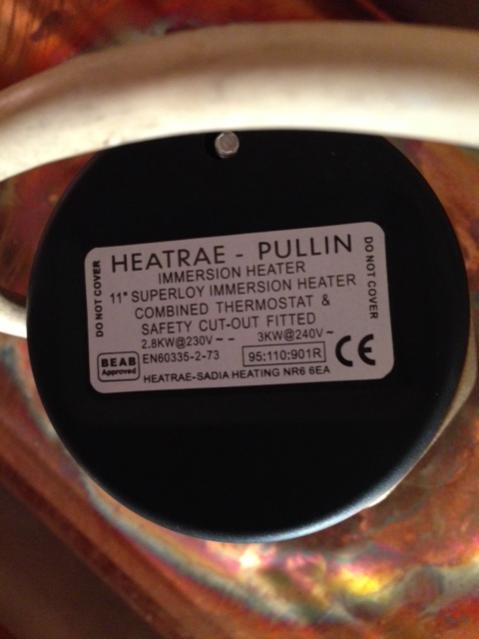 HEATRAE - PULLIN
IMMERSION HEATER
11" SUPERLOY IMMERSION HEATER
COMBINED THERMOSTAT &
SAFETY CUT-OUT FITTED
2.8KW@230V ~ - 3KW@240V ~
BEAB
Approved
EN60335-2-73
95:110:901R
CE
HEATRAE-SADIA HEATING NR6 6EA
DO NOT COVER
DO NOT COVER